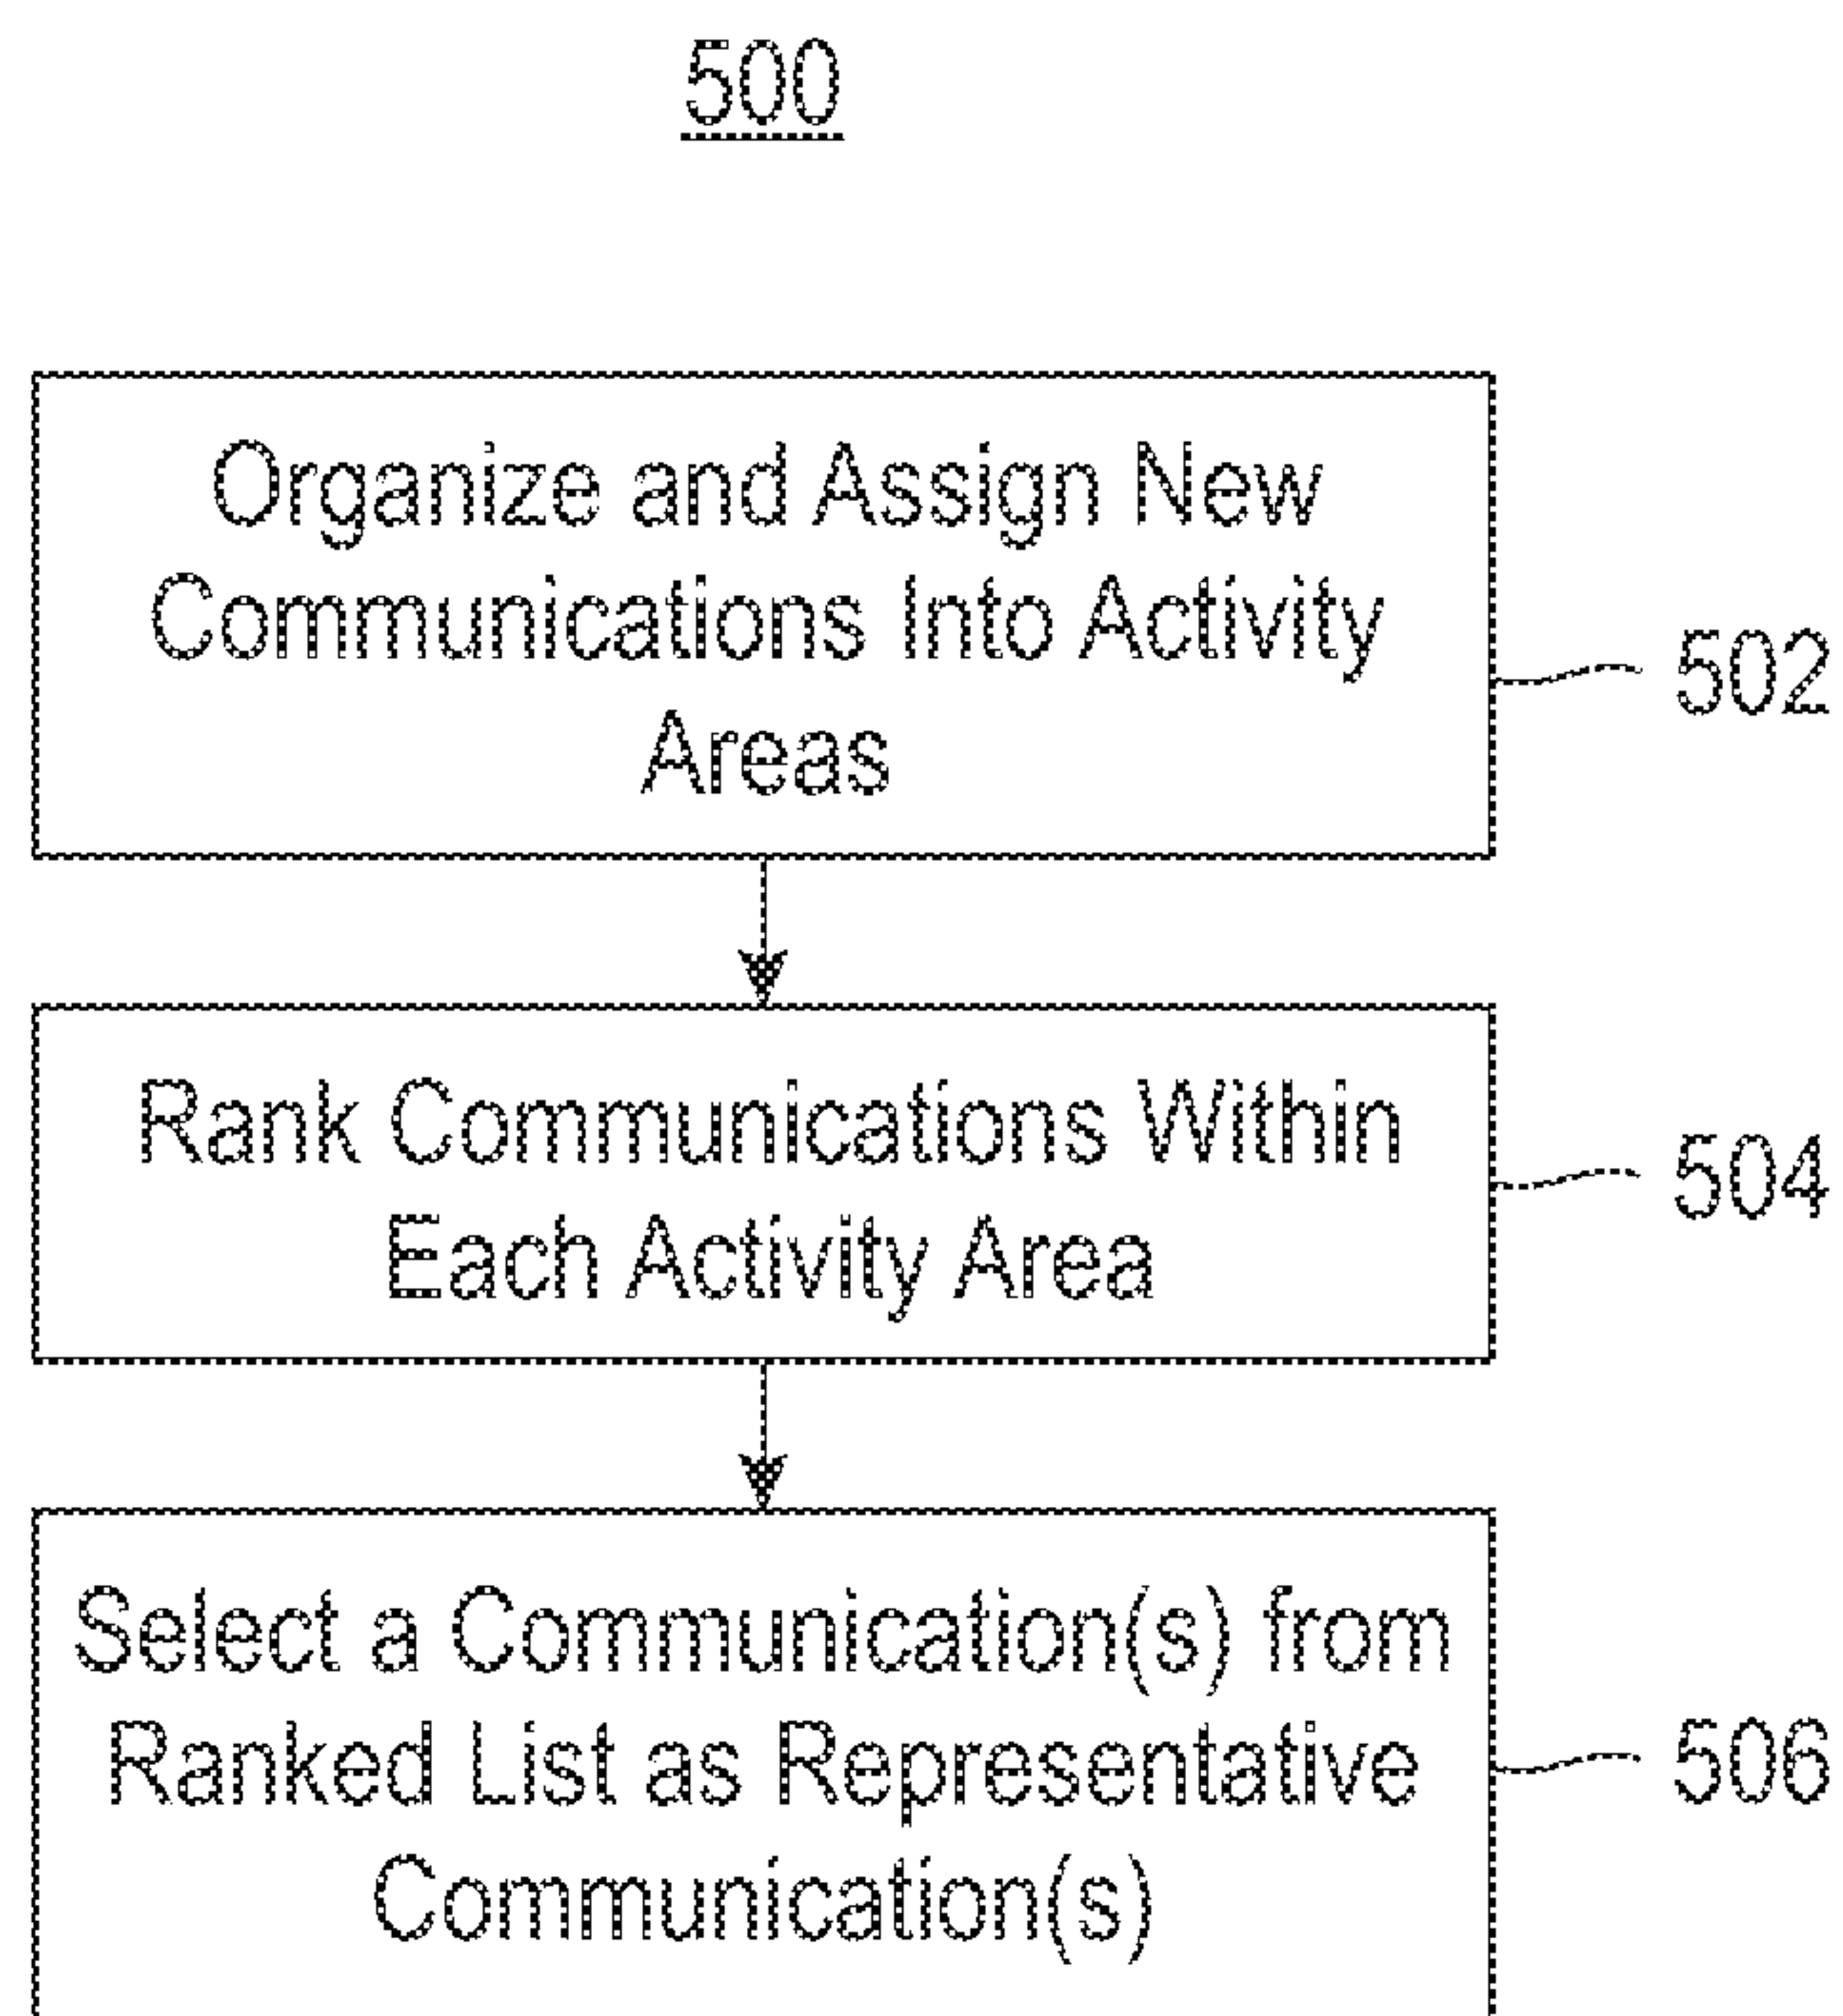 500
Organize and Assign New
Communications Into Activity
Areas
502
Rank Communications Within
Each Activity Area
504
Select a Communication(s) from
Ranked List as Representative
Communication(s)
506